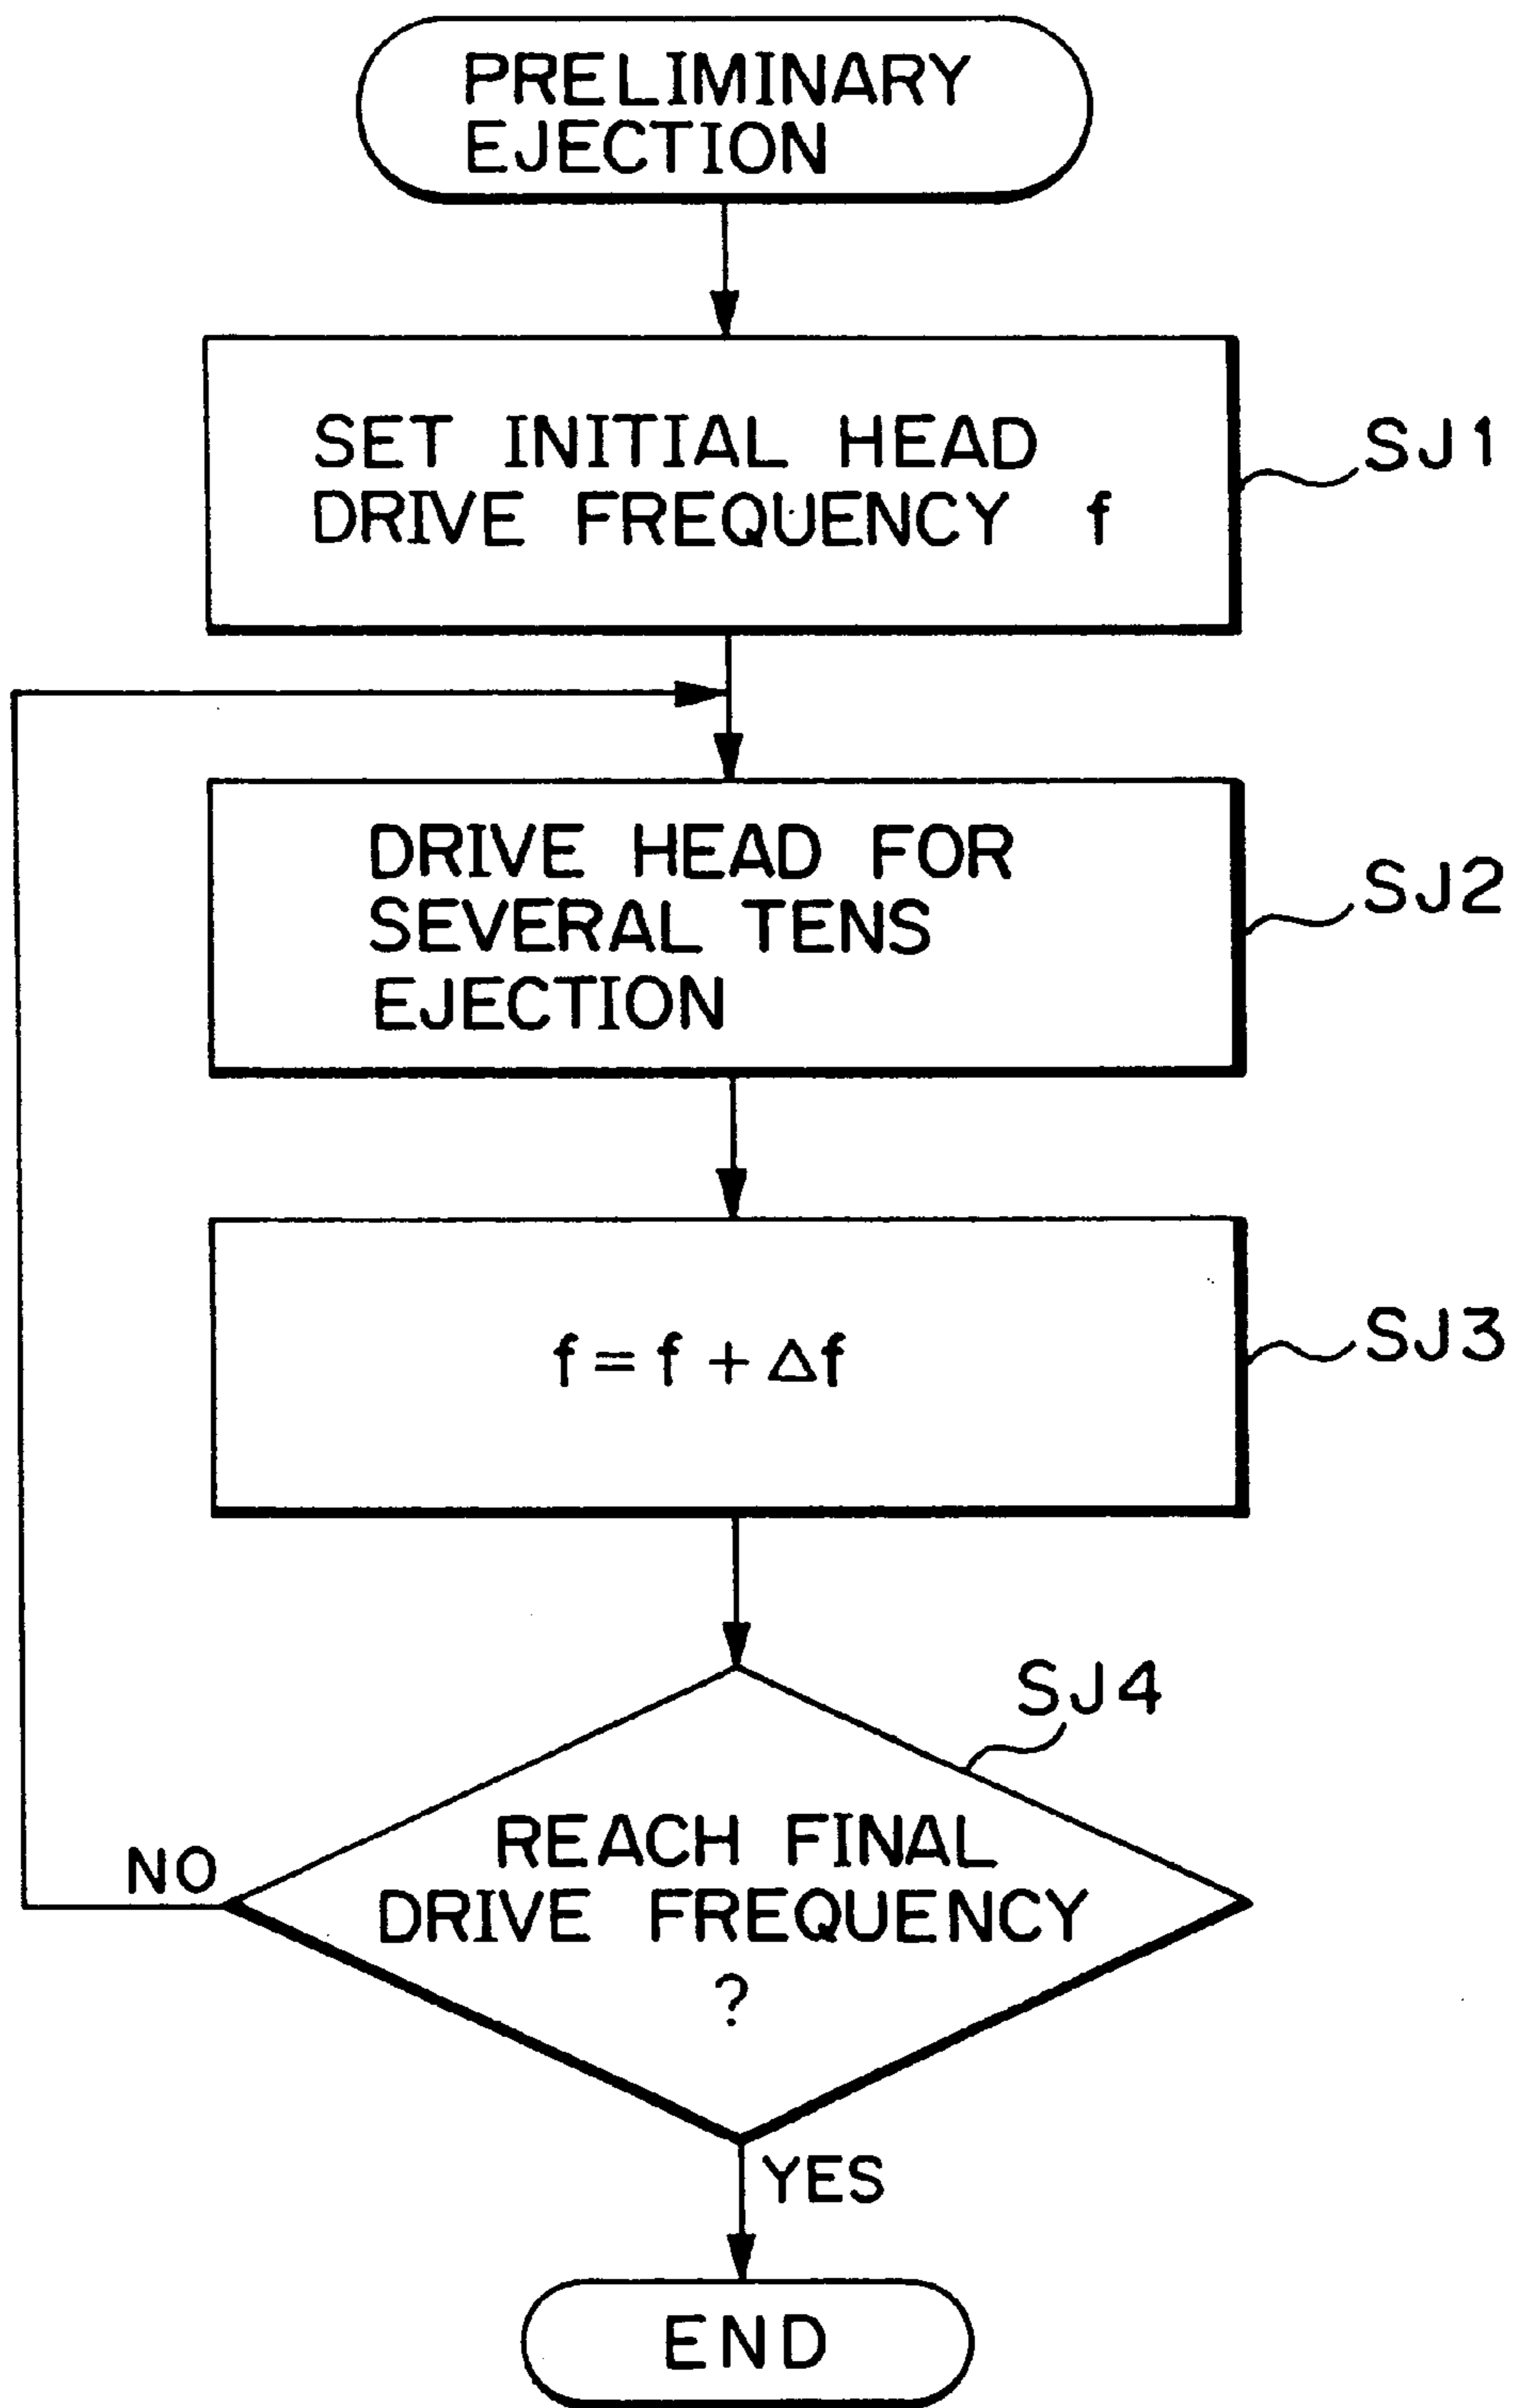 PRELIMINARY
EJECTION
SET INITIAL HEAD
DRIVE FREQUENCY f
SJ1
DRIVE HEAD FOR
SEVERAL TENS
EJECTION
SJ2
f = f + Δf
SJ3
SJ4
REACH FINAL
DRIVE FREQUENCY
?
NO
YES
END